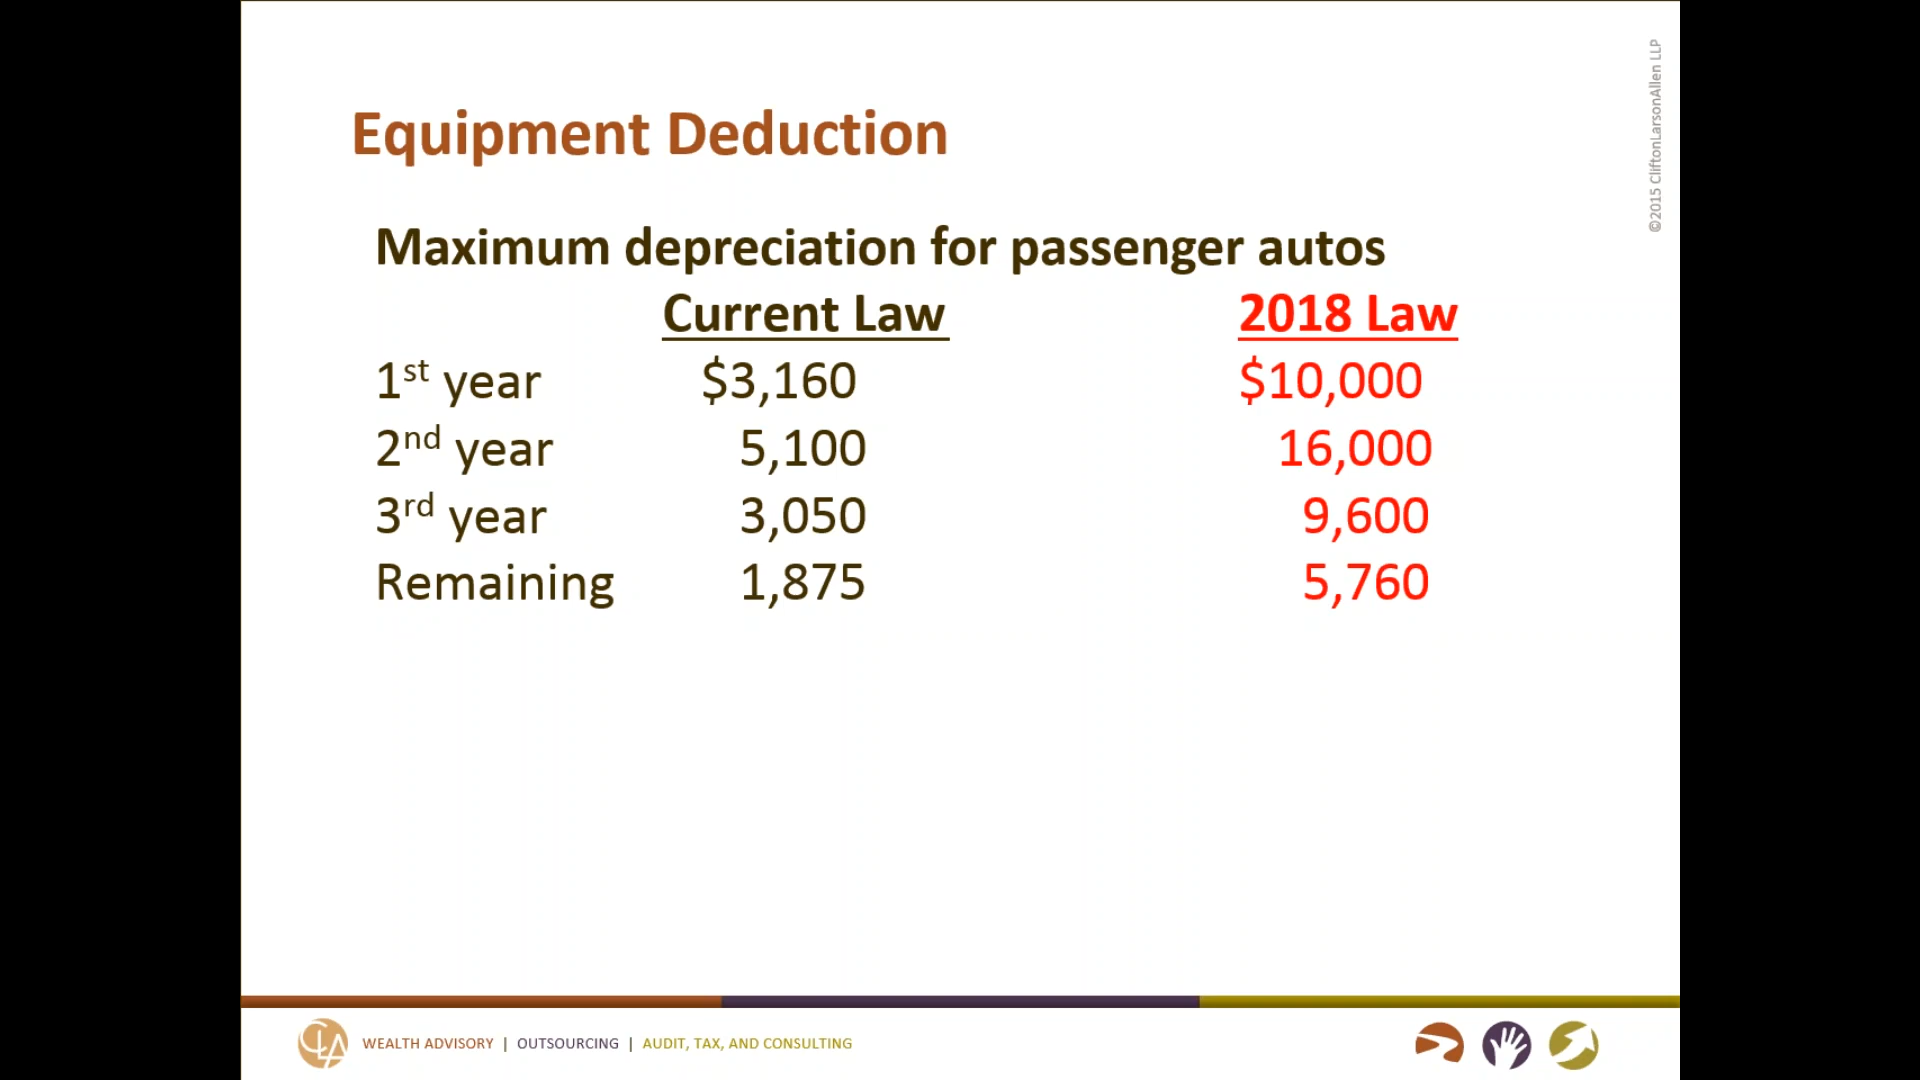 ©2015 CliftonLarsonAllen LLP
Equipment Deduction
Maximum depreciation for passenger autos
Current Law 2018 Law
1st year $3,160 $10,000
2nd year 5,100 16,000
3rd year 3,050 9,600
Remaining 1,875 5,760
CLA WEALTH ADVISORY | OUTSOURCING | AUDIT, TAX, AND CONSULTING